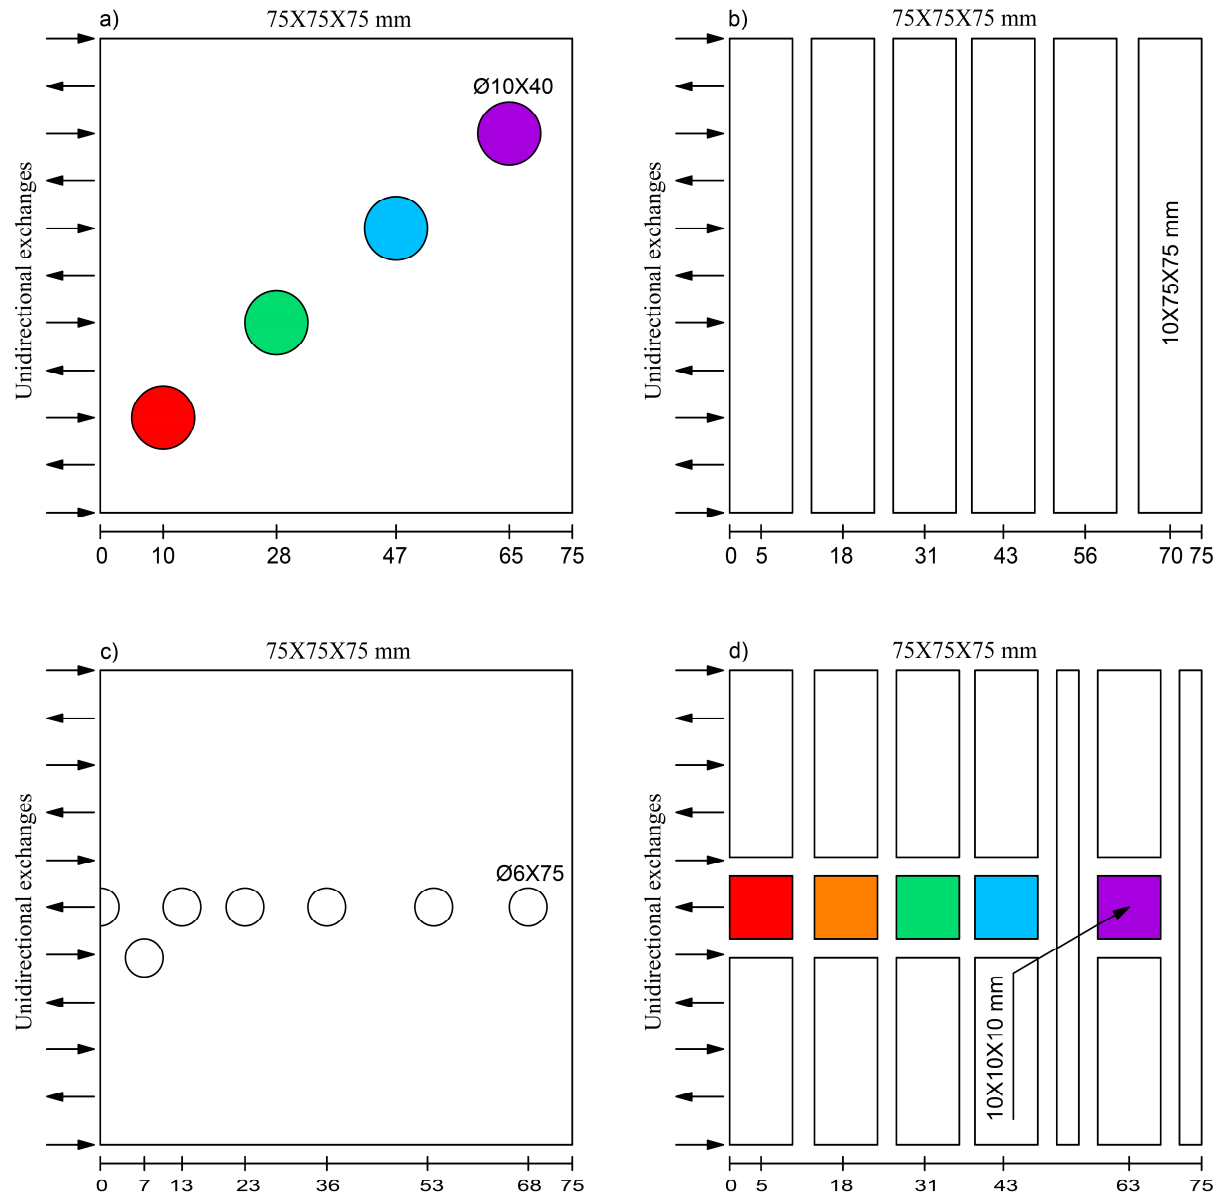 a)
75X75X75 mm
Ø10X40
Unidirectional exchanges
0 10 28 47 65 75
b)
75X75X75 mm
Unidirectional exchanges
10X75X75 mm
0 5 18 31 43 56 70 75
c)
75X75X75 mm
Ø6X75
Unidirectional exchanges
0 7 13 23 36 53 68 75
d)
75X75X75 mm
Unidirectional exchanges
10X10X10 mm
0 5 18 31 43 63 75